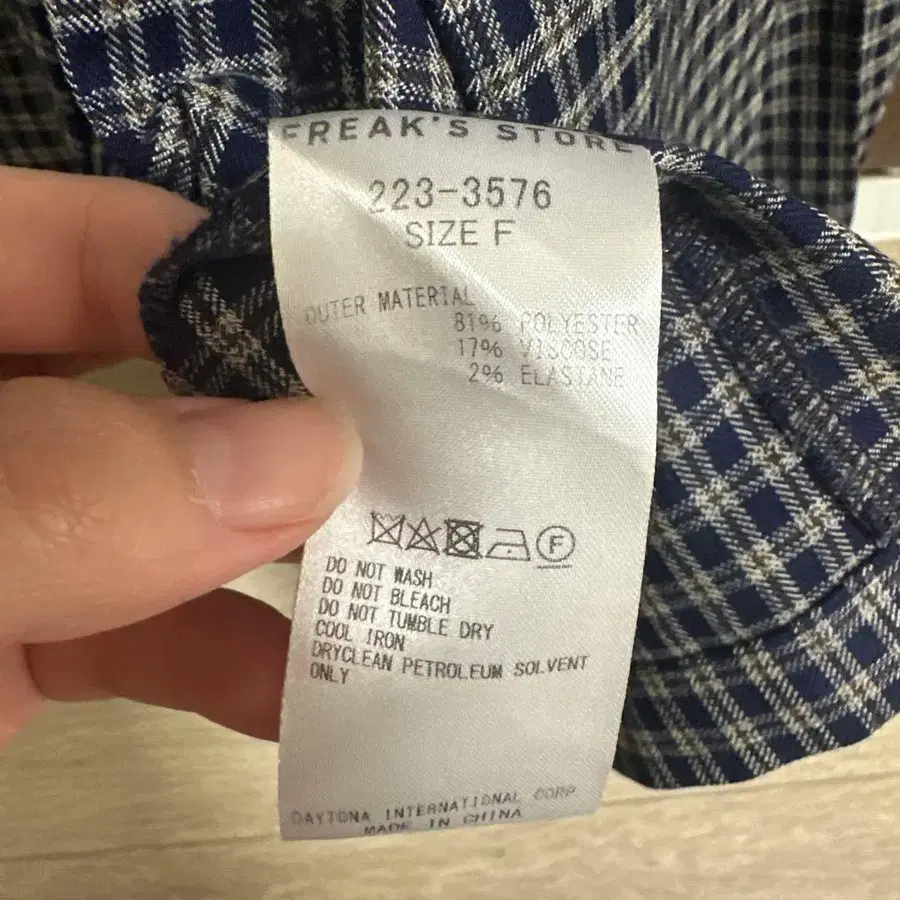 FREAK'S STORE
223-3576
SIZE F
OUTER MATERIAL
81% POLYESTER
17% VISCOSE
2% ELASTANE
F
DO NOT WASH
DO NOT BLEACH
DO NOT TUMBLE DRY
COOL IRON
DRYCLEAN PETROLEUM SOLVENT
ONLY
DAYTONA INTERNATIONAL CORP.
MADE IN CHINA